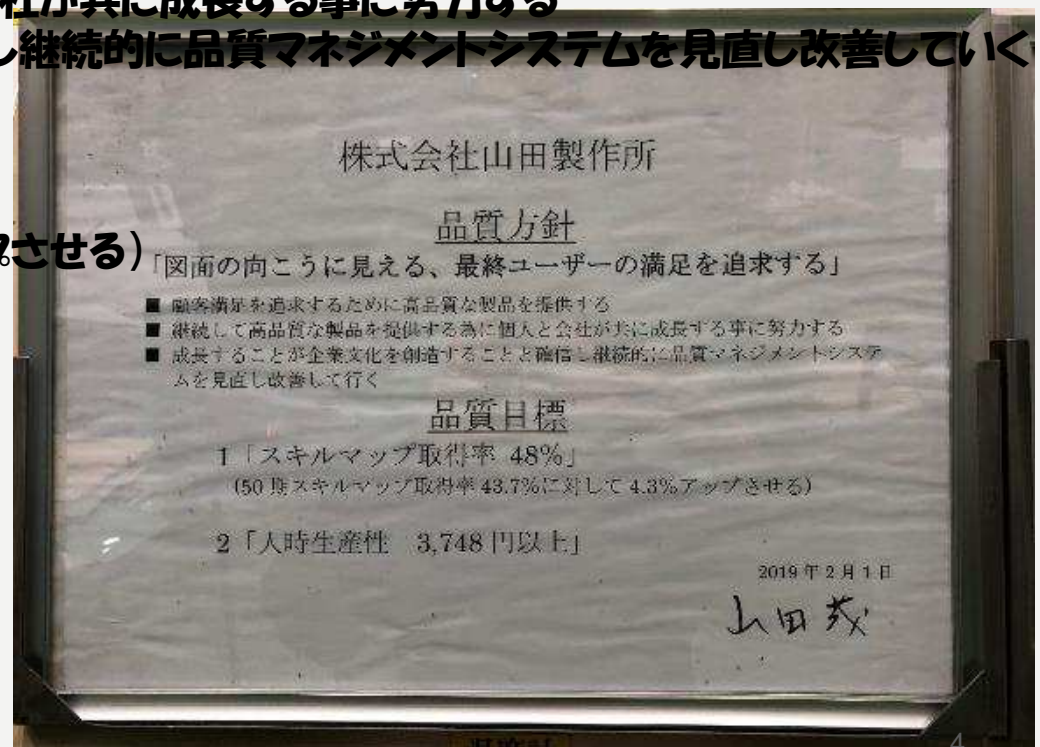 社が共に成長する事に努力する
し継続的に品質マネジメントシステムを見直し改善していく
させる）
株式会社山田製作所
品質方針
「図面の向こうに見える、最終ユーザーの満足を追求する」
■ 顧客満足を追求するために高品質な製品を提供する
■ 継続して高品質な製品を提供する為に個人と会社が共に成長する事に努力する
■ 成長することが企業文化を創造することと確信し継続的に品質マネジメントシステ
ムを見直し改善して行く
品質目標
1「スキルマップ取得率 48%」
(50期スキルマップ取得率43.7%に対して4.3%アップさせる)
2「人時生産性 3,748円以上」
2019年2月1日
山田茂
4